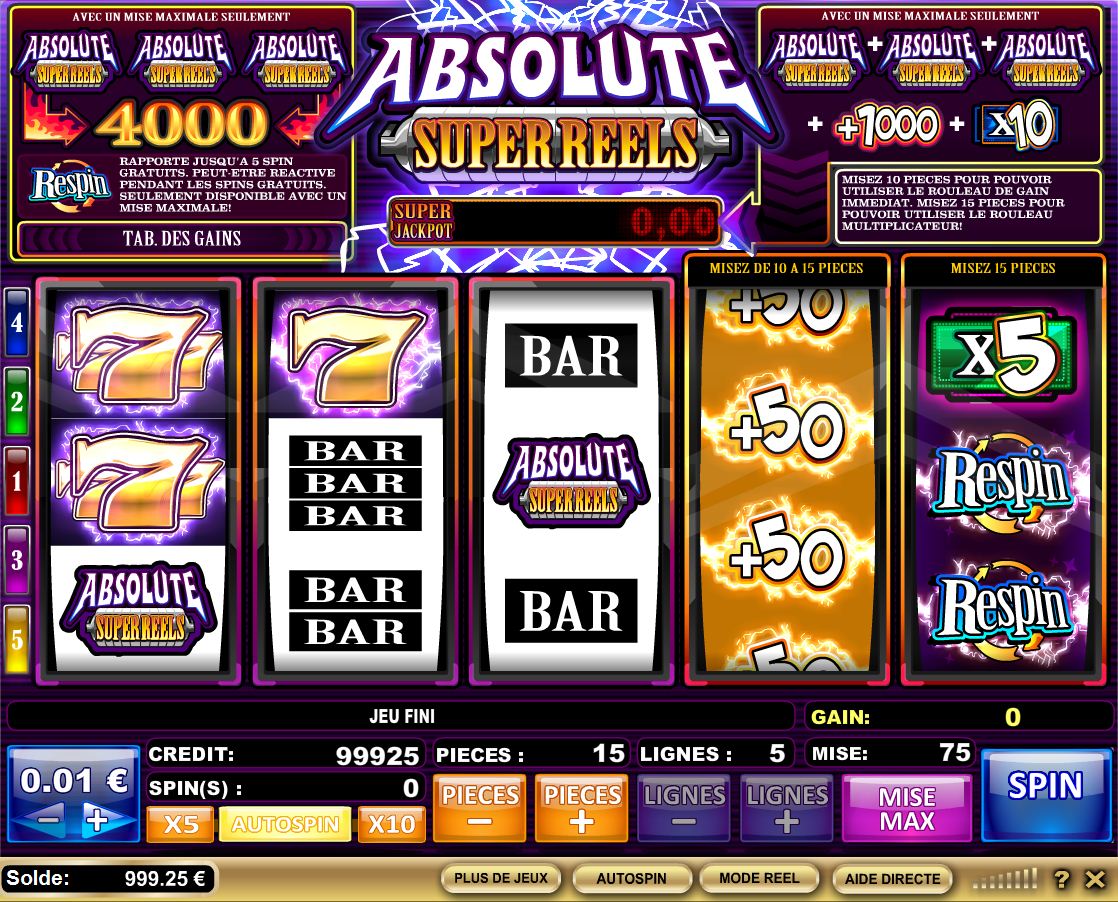 AVEC UN MISE MAXIMALE SEULEMENT
ABSOLUTE ABSOLUTE ABSOLUTE
SUPER REELS SUPER REELS SUPER REELS
4000
Respin
RAPPORTE JUSQU'A 5 SPIN
GRATUITS. PEUT-ETRE REACTIVE
PENDANT LES SPINS GRATUITS.
SEULEMENT DISPONIBLE AVEC UN
MISE MAXIMALE!
TAB. DES GAINS
ABSOLUTE
SUPER REELS
SUPER
JACKPOT
0,00
AVEC UN MISE MAXIMALE SEULEMENT
ABSOLUTE + ABSOLUTE + ABSOLUTE
SUPER REELS SUPER REELS SUPER REELS
+ +1000 + X10
MISEZ 10 PIECES POUR POUVOIR
UTILISER LE ROULEAU DE GAIN
IMMEDIAT. MISEZ 15 PIECES POUR
POUVOIR UTILISER LE ROULEAU
MULTIPLICATEUR!
MISEZ DE 10 A 15 PIECES
MISEZ 15 PIECES
4
2
1
3
5
7 7
7 7
ABSOLUTE
SUPER REELS
7
BAR
BAR
BAR
BAR
BAR
BAR
ABSOLUTE
SUPER REELS
BAR
+50
+50
+50
+50
X5
Respin
Respin
JEU FINI
GAIN: 0
0.01 €
- +
CREDIT: 99925
PIECES : 15
LIGNES : 5
MISE: 75
SPIN(S) : 0
X5
AUTOSPIN
X10
PIECES
-
PIECES
+
LIGNES
-
LIGNES
+
MISE
MAX
SPIN
Solde: 999.25 €
PLUS DE JEUX
AUTOSPIN
MODE REEL
AIDE DIRECTE
? X